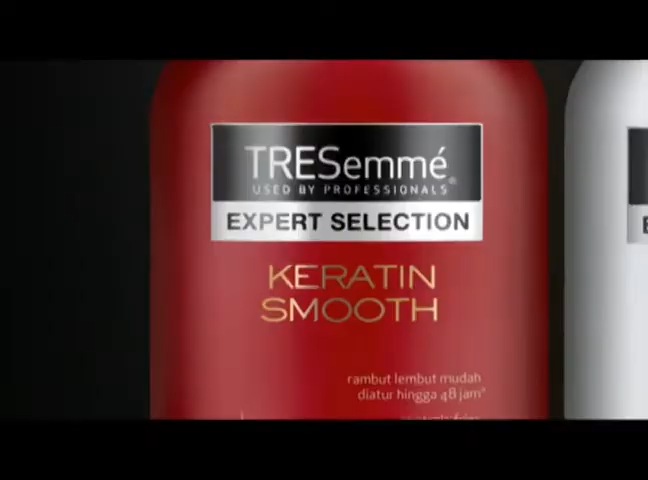 TRESemmé®
USED BY PROFESSIONALS
EXPERT SELECTION
KERATIN
SMOOTH
rambut lembut mudah
diatur hingga 48 jam*